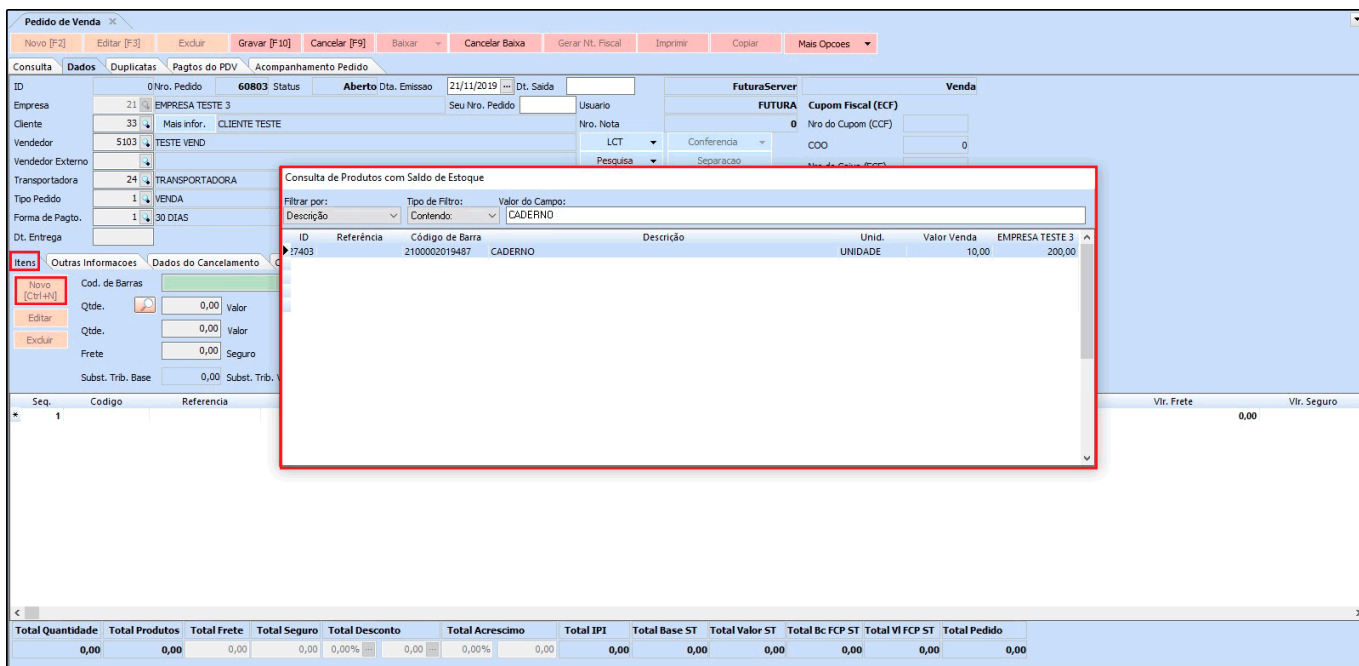 Pedido de Venda
Novo [F2] Editar [F3] Excluir Gravar [F10] Cancelar [F9] Baixar Cancelar Baixa Gerar Nt. Fiscal Imprimir Copiar Mais Opcoes
Consulta Dados Duplicatas Pagtos do PDV Acompanhamento Pedido
ID 0 Nro. Pedido 60803 Status Aberto Dta. Emissao 21/11/2019 ... Dt. Saida FuturaServer Venda
Empresa 21 EMPRESA TESTE 3 Seu Nro. Pedido Usuario FUTURA Cupom Fiscal (ECF)
Cliente 33 Mais infor. CLIENTE TESTE Nro. Nota 0 Nro do Cupom (CCF)
Vendedor 5103 TESTE VEND LCT Conferencia COO 0
Vendedor Externo Pesquisa Separacao
Transportadora 24 TRANSPORTADORA
Tipo Pedido 1 VENDA
Forma de Pagto. 1 30 DIAS
Dt. Entrega
Consulta de Produtos com Saldo de Estoque
Filtrar por: Tipo de Filtro: Valor do Campo:
Descrição Contendo: CADERNO
ID Referência Código de Barra Descrição Unid. Valor Venda EMPRESA TESTE 3
27403 2100002019487 CADERNO UNIDADE 10,00 200,00
Itens Outras Informacoes Dados do Cancelamento
Novo [Ctrl+N] Cod. de Barras
Editar Qtde. 0,00 Valor
Excluir Qtde. 0,00 Valor
Frete 0,00 Seguro
Subst. Trib. Base 0,00 Subst. Trib.
Seq. Codigo Referencia Vlr. Frete Vlr. Seguro
* 1 0,00
Total Quantidade Total Produtos Total Frete Total Seguro Total Desconto Total Acrescimo Total IPI Total Base ST Total Valor ST Total Bc FCP ST Total Vl FCP ST Total Pedido
0,00 0,00 0,00 0,00 0,00% ... 0,00 ... 0,00% 0,00 0,00 0,00 0,00 0,00 0,00 0,00